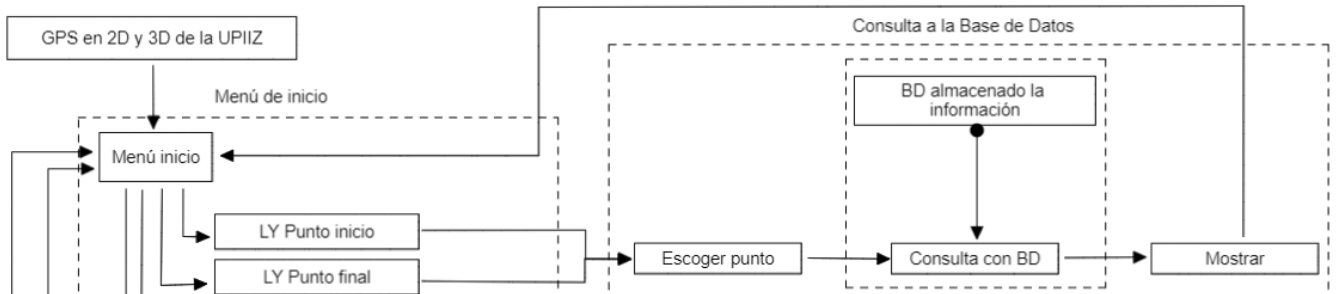 Consulta a la Base de Datos
GPS en 2D y 3D de la UPIIZ
BD almacenado la
información
Menú de inicio
Menú inicio
LY Punto inicio
Escoger punto
Consulta con BD
Mostrar
LY Punto final